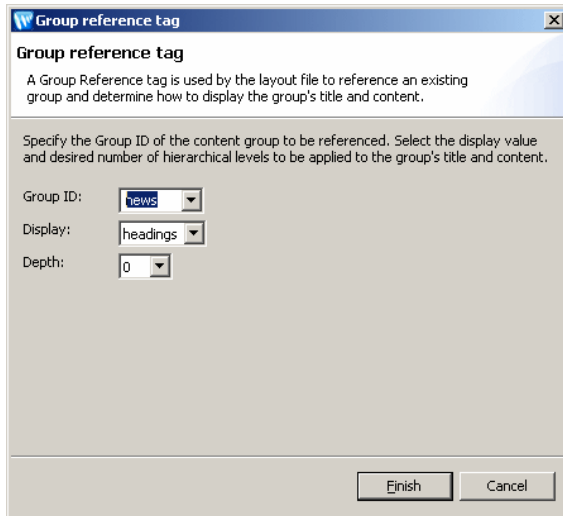 Group reference tag
Group reference tag
A Group Reference tag is used by the layout file to reference an existing
group and determine how to display the group's title and content.
Specify the Group ID of the content group to be referenced. Select the display value
and desired number of hierarchical levels to be applied to the group's title and content.
Group ID: news
Display: headings
Depth: 0
Finish Cancel